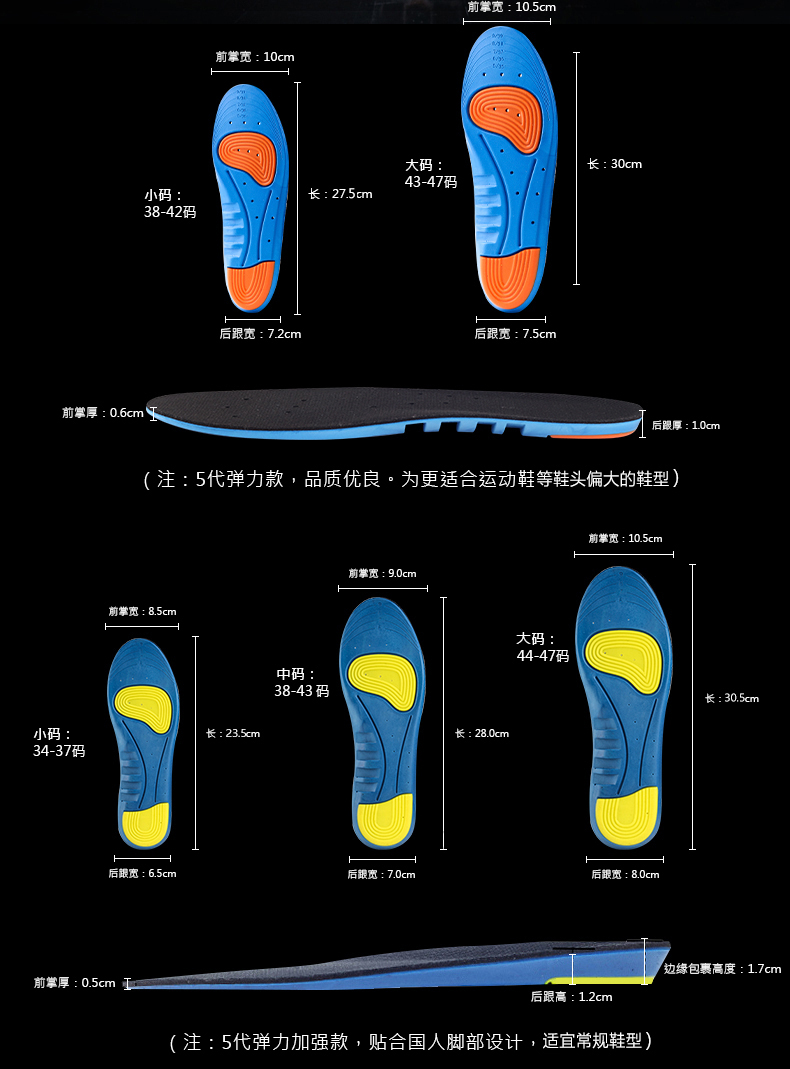 前掌宽：10.5cm
前掌宽：10cm
大码：
43-47码
长：30cm
小码：
38-42码
长：27.5cm
后跟宽：7.2cm
后跟宽：7.5cm
前掌厚：0.6cm
后跟厚：1.0cm
（注：5代弹力款，品质优良。为更适合运动鞋等鞋头偏大的鞋型）
前掌宽：10.5cm
前掌宽：9.0cm
前掌宽：8.5cm
大码：
44-47码
中码：
38-43码
长：30.5cm
小码：
34-37码
长：23.5cm
长：28.0cm
后跟宽：6.5cm
后跟宽：7.0cm
后跟宽：8.0cm
边缘包裹高度：1.7cm
前掌厚：0.5cm
后跟高：1.2cm
（注：5代弹力加强款，贴合国人脚部设计，适宜常规鞋型）